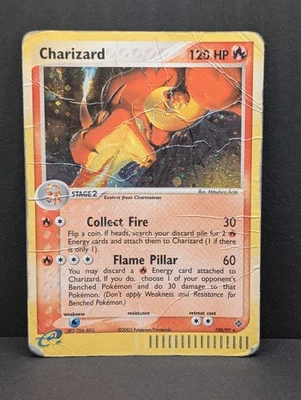 Charizard 120 HP
STAGE 2 Evolves from Charmeleon
Collect Fire 30
Flip a coin. If heads, search your discard pile for 2
Energy cards and attach them to Charizard (1 if there
is only 1).
Flame Pillar 60
You may discard a Energy card attached to
Charizard. If you do, choose 1 of your opponent's
Benched Pokémon and do 30 damage to that
Pokémon. (Don't apply Weakness and Resistance for
Benched Pokémon.)
weakness resistance retreat cost
©2003 Pokémon/Nintendo 100/97